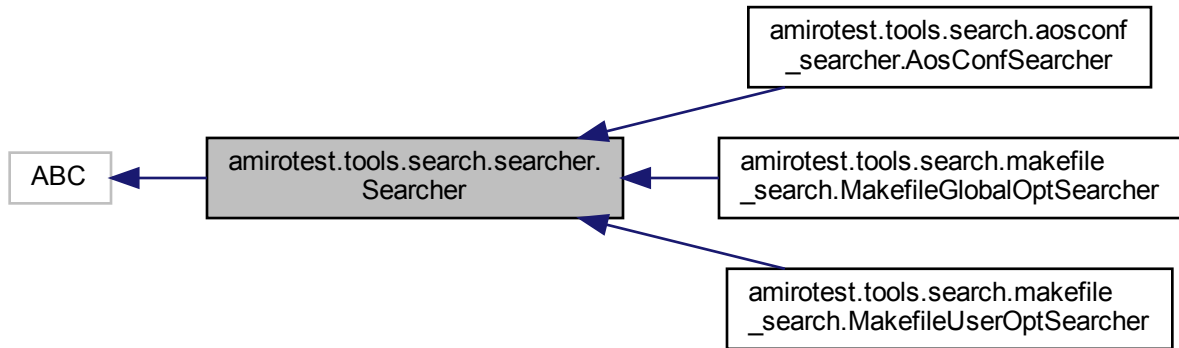 amirotest.tools.search.aosconf
_searcher.AosConfSearcher
ABC
amirotest.tools.search.searcher.
Searcher
amirotest.tools.search.makefile
_search.MakefileGlobalOptSearcher
amirotest.tools.search.makefile
_search.MakefileUserOptSearcher